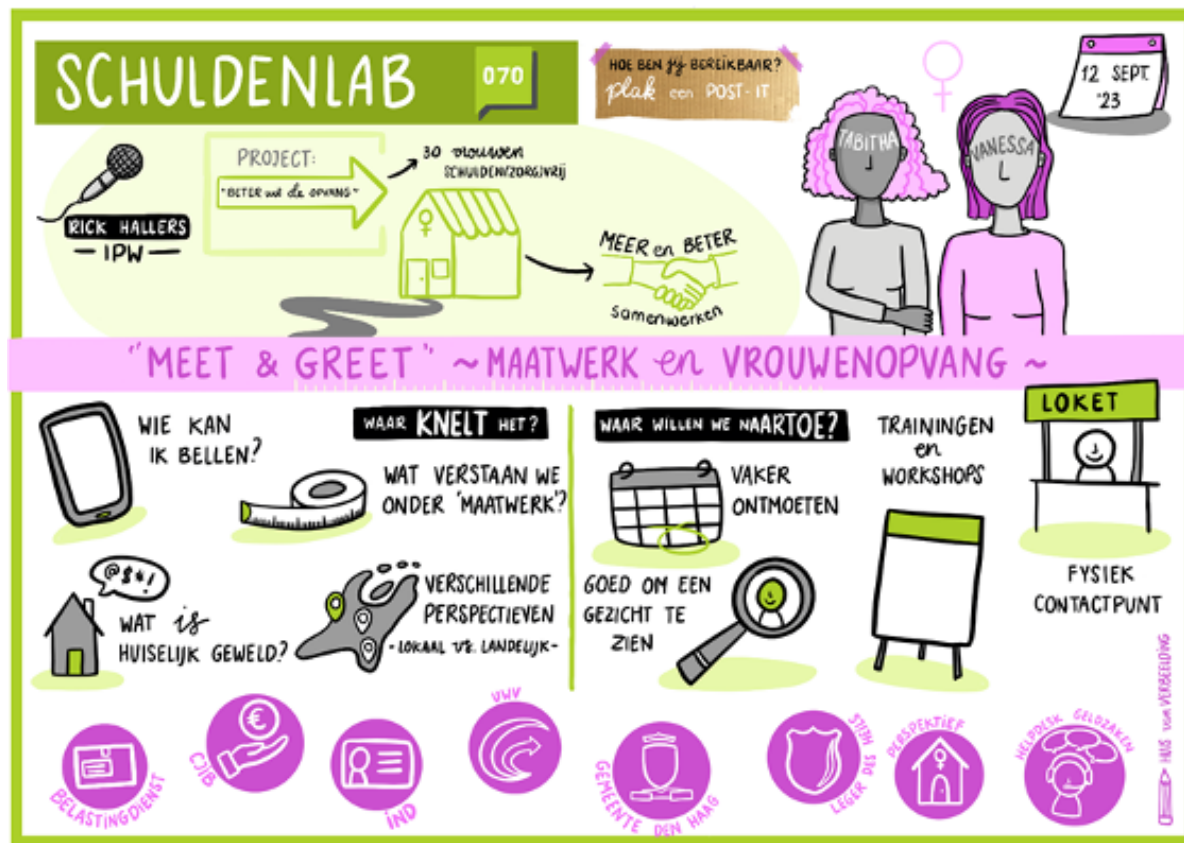 SCHULDENLAB
070
HOE BEN jy BEREIKBAAR?
plak een POST-IT
12 SEPT.
'23
TABITHA
VANESSA
PROJECT:
"BETER uit de OPVANG"
30 vrouwen
SCHULDEN(ZORG)VRIJ
RICK HALLERS
— IPW —
MEER en BETER
samenwerken
"MEET & GREET" ~ MAATWERK en VROUWENOPVANG ~
WIE KAN
IK BELLEN?
WAAR KNELT HET?
WAT VERSTAAN WE
ONDER 'MAATWERK'?
@$*!
WAT is
HUISELIJK GEWELD?
VERSCHILLENDE
PERSPECTIEVEN
- LOKAAL vs. LANDELIJK -
WAAR WILLEN WE NAARTOE?
VAKER
ONTMOETEN
GOED OM EEN
GEZICHT TE
ZIEN
TRAININGEN
en
WORKSHOPS
LOKET
FYSIEK
CONTACTPUNT
BELASTINGDIENST
CJIB
€
IND
UWV
GEMEENTE DEN HAAG
LEGER DES HEILS
PERSPEKTIEF
HELPDESK GELDZAKEN
HUIS van VERBEELDING